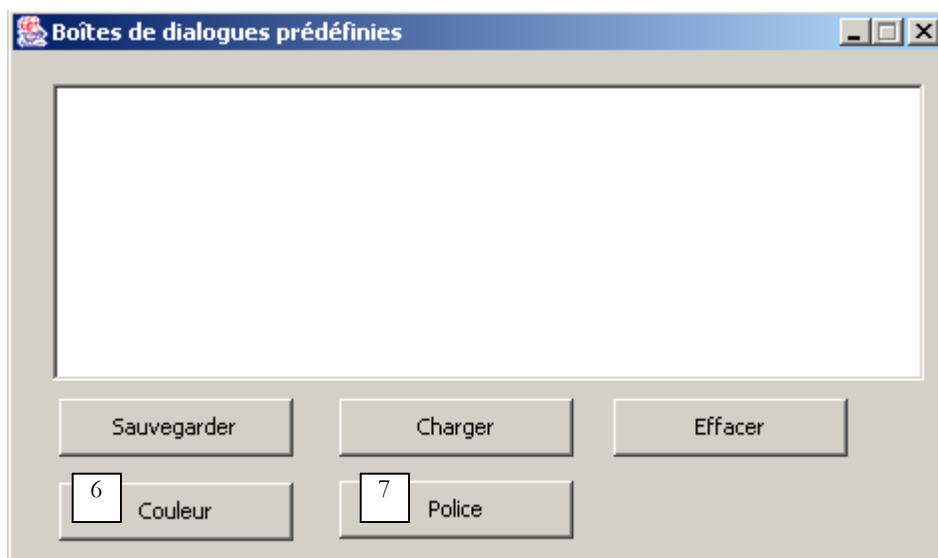 Boîtes de dialogues prédéfinies
Sauvegarder Charger Effacer
6 Couleur 7 Police